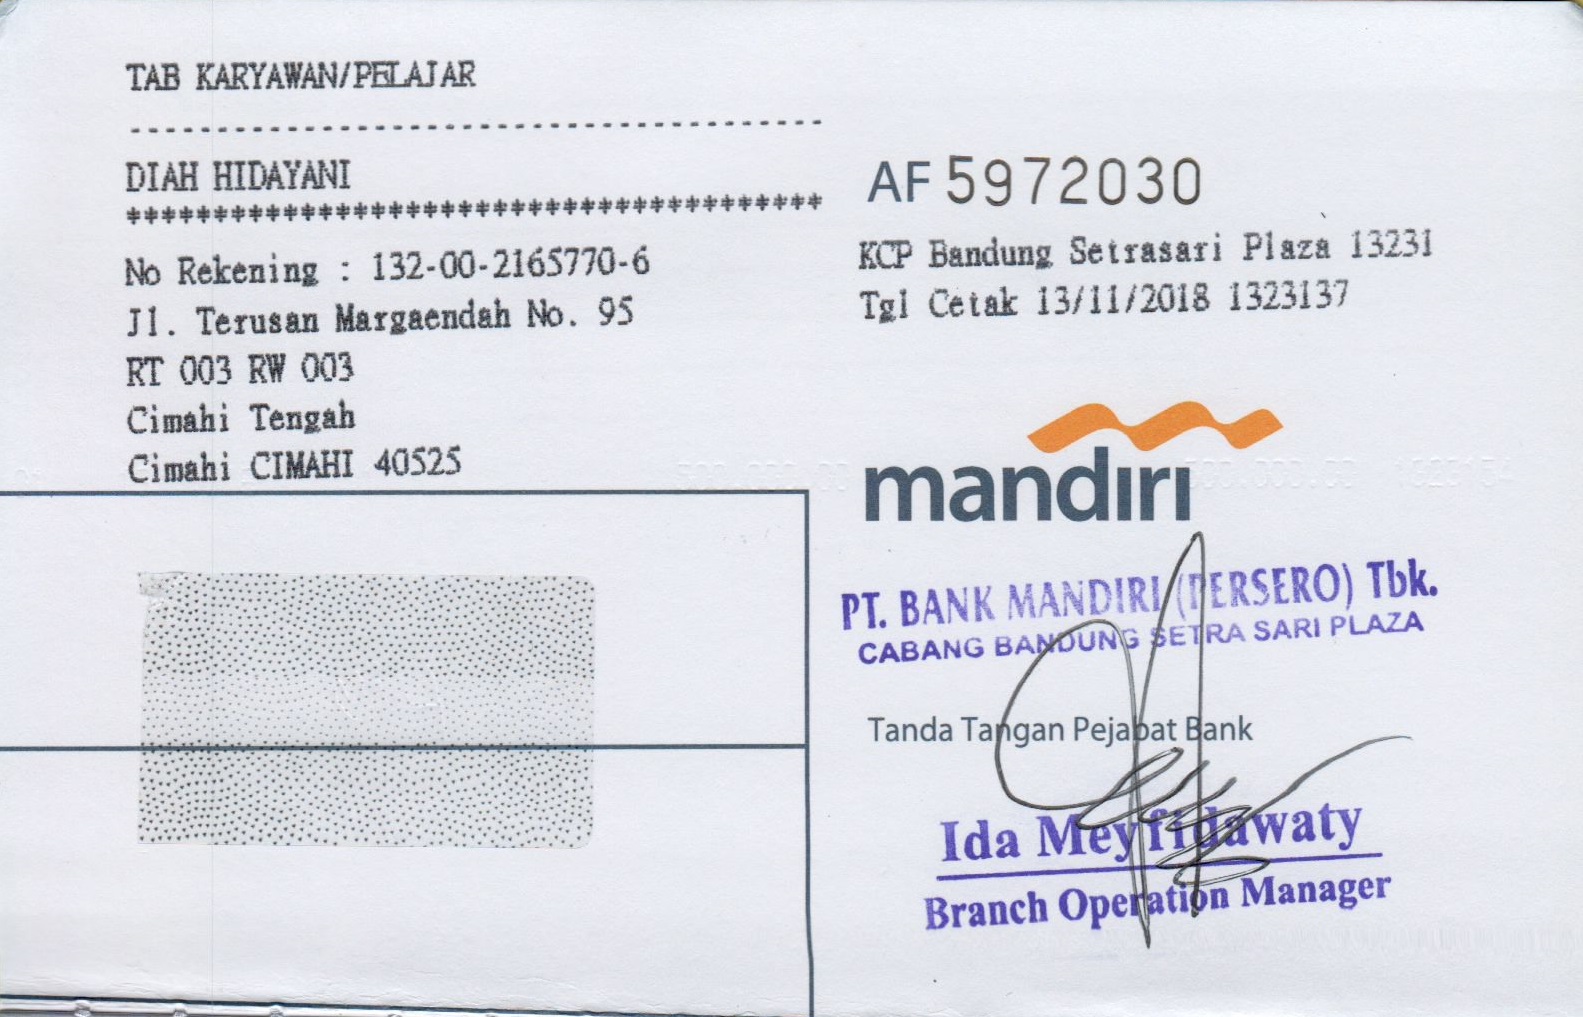 TAB KARYAWAN/PELAJAR
----------------------------------------
DIAH HIDAYANI
****************************************
No Rekening : 132-00-2165770-6
Jl. Terusan Margaendah No. 95
RT 003 RW 003
Cimahi Tengah
Cimahi CIMAHI 40525
AF 5972030
KCP Bandung Setrasari Plaza 13231
Tgl Cetak 13/11/2018 1323137
mandiri
PT. BANK MANDIRI (PERSERO) Tbk.
CABANG BANDUNG SETRA SARI PLAZA
Tanda Tangan Pejabat Bank
Ida Meyfidawaty
Branch Operation Manager